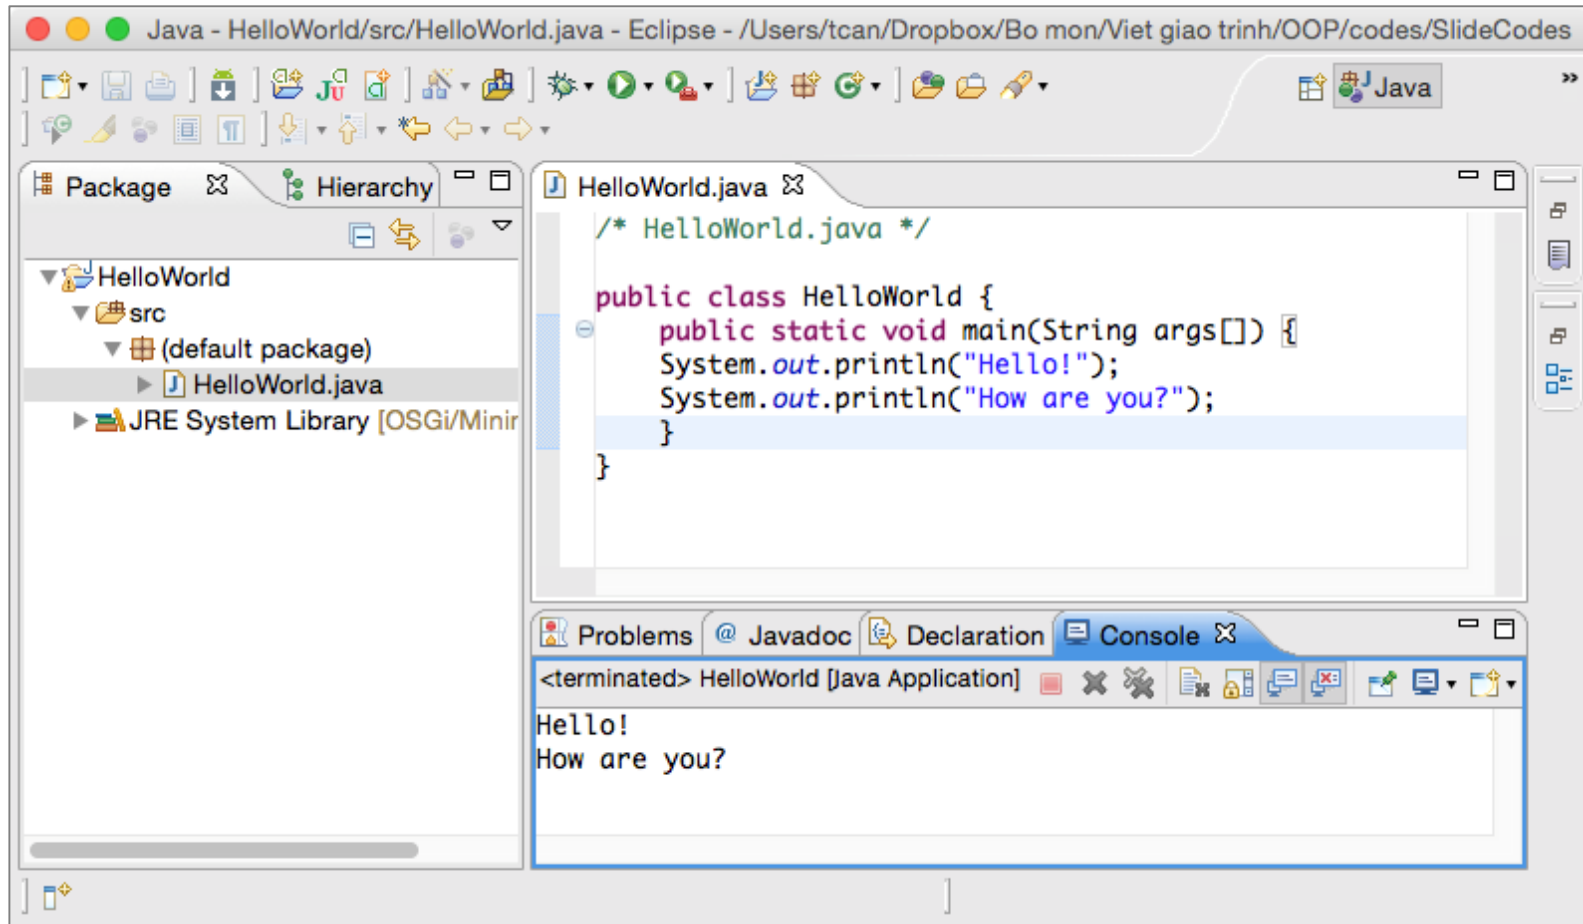 Java - HelloWorld/src/HelloWorld.java - Eclipse - /Users/tcan/Dropbox/Bo mon/Viet giao trinh/OOP/codes/SlideCodes
Java
Package
Hierarchy
HelloWorld
src
(default package)
HelloWorld.java
JRE System Library [OSGi/Minir
HelloWorld.java
/* HelloWorld.java */
public class HelloWorld {
public static void main(String args[]) {
System.out.println("Hello!");
System.out.println("How are you?");
}
}
Problems @ Javadoc Declaration Console
<terminated> HelloWorld [Java Application]
Hello!
How are you?